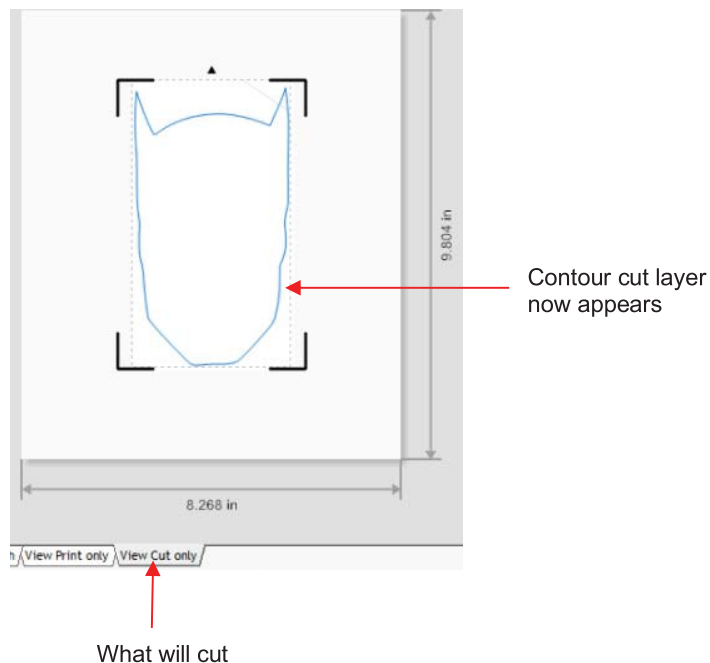 9.804 in
Contour cut layer
now appears
8.268 in
h View Print only View Cut only
What will cut